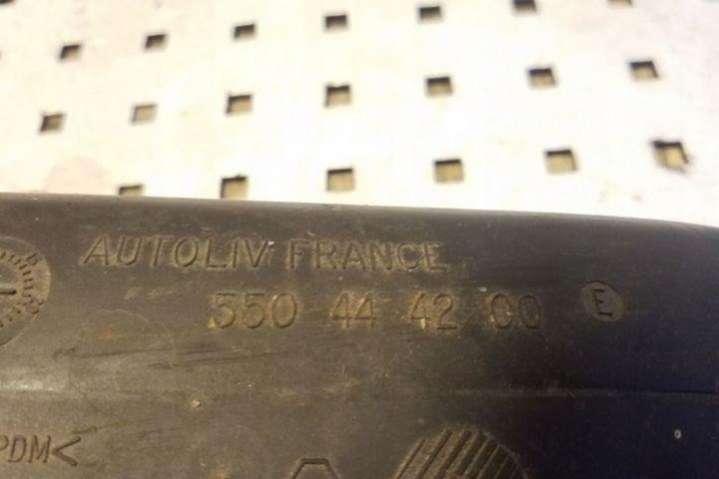 AUTOLIV FRANCE
550 44 42 00 E
PDM<